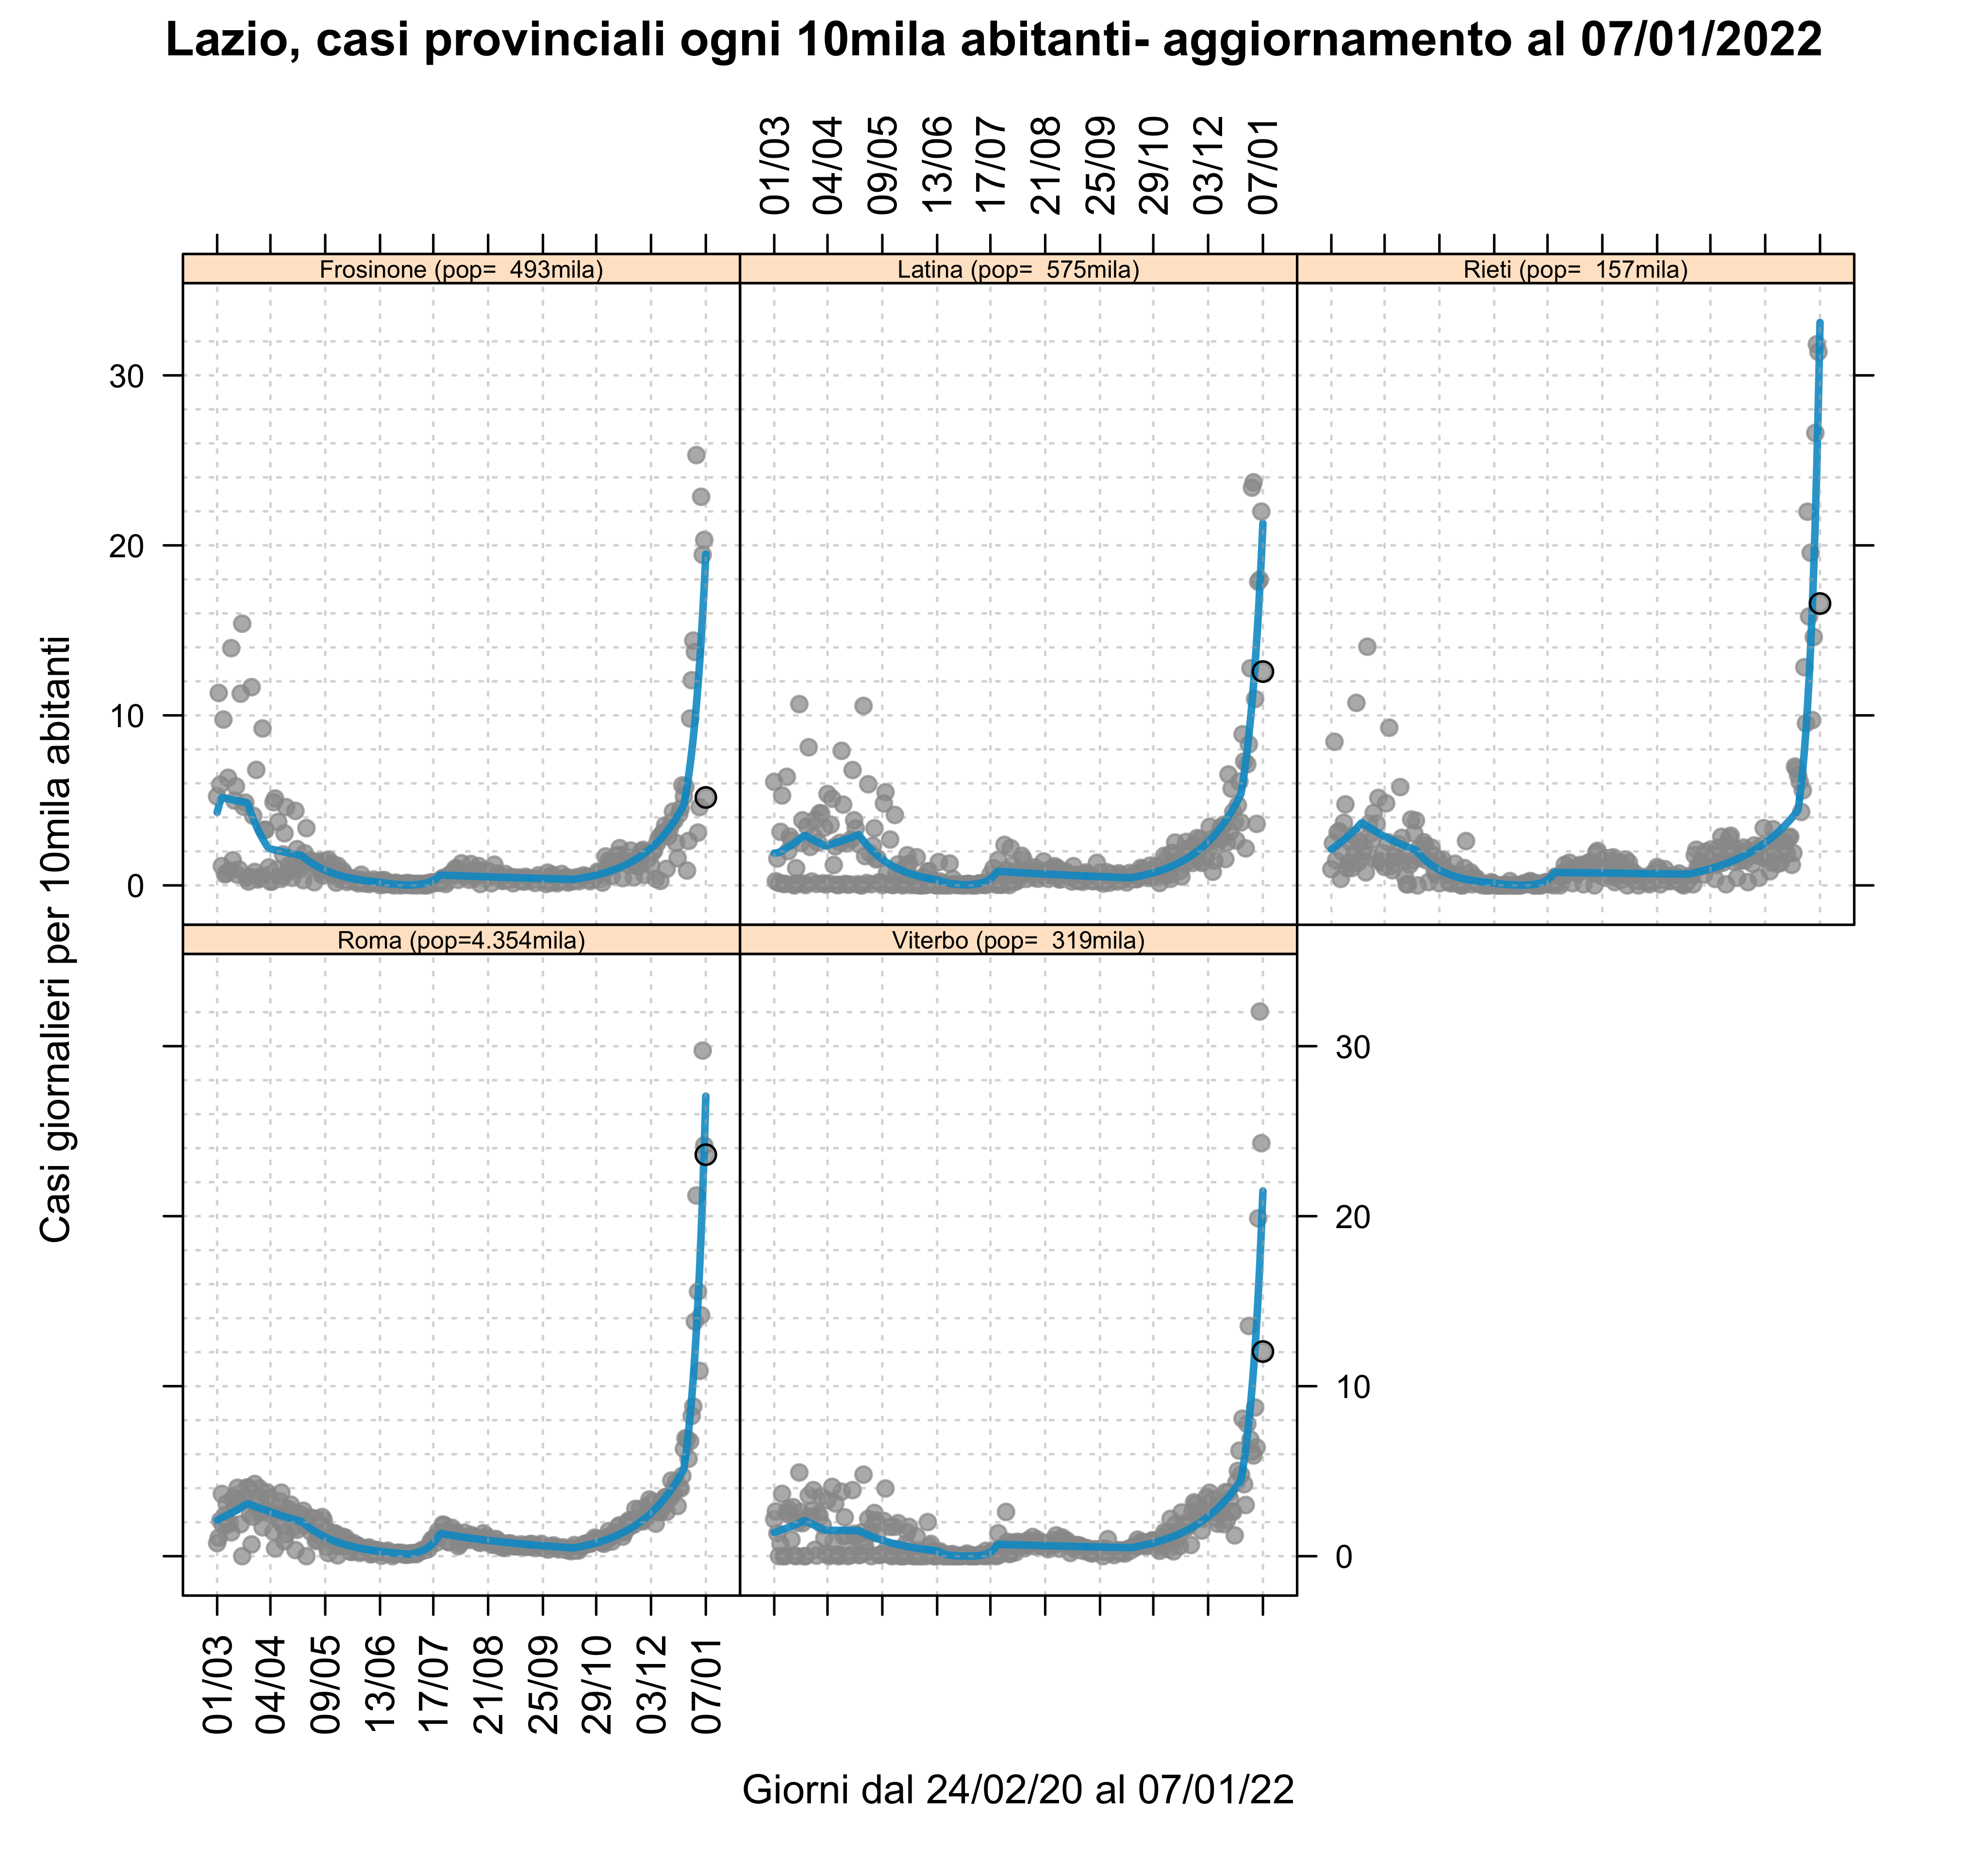 Lazio, casi provinciali ogni 10mila abitanti- aggiornamento al 07/01/2022
01/03 04/04 09/05 13/06 17/07 21/08 25/09 29/10 03/12 07/01
Frosinone (pop=  493mila)
Latina (pop=  575mila)
Rieti (pop=  157mila)
30
20
10
0
Casi giornalieri per 10mila abitanti
Roma (pop=4.354mila)
Viterbo (pop=  319mila)
30
20
10
0
01/03 04/04 09/05 13/06 17/07 21/08 25/09 29/10 03/12 07/01
Giorni dal 24/02/20 al 07/01/22